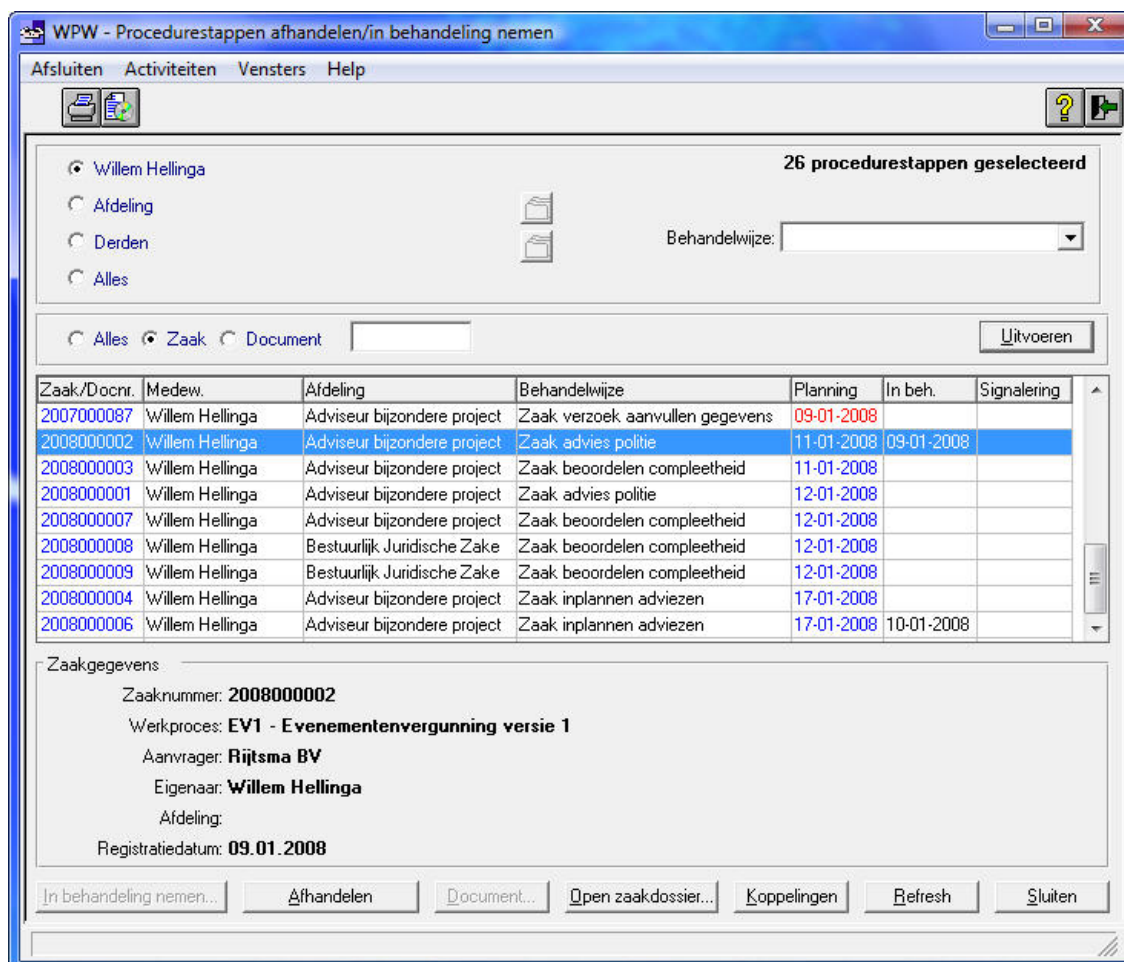 WPW - Procedurestappen afhandelen/in behandeling nemen
Afsluiten Activiteiten Vensters Help
Willem Hellinga
26 procedurestappen geselecteerd
Afdeling
Derden
Behandelwijze:
Alles
Alles Zaak Document
Uitvoeren
Zaak/Docnr. Medew. Afdeling Behandelwijze Planning In beh. Signalering
2007000087 Willem Hellinga Adviseur bijzondere project Zaak verzoek aanvullen gegevens 09-01-2008
2008000002 Willem Hellinga Adviseur bijzondere project Zaak advies politie 11-01-2008 09-01-2008
2008000003 Willem Hellinga Adviseur bijzondere project Zaak beoordelen compleetheid 11-01-2008
2008000001 Willem Hellinga Adviseur bijzondere project Zaak advies politie 12-01-2008
2008000007 Willem Hellinga Adviseur bijzondere project Zaak beoordelen compleetheid 12-01-2008
2008000008 Willem Hellinga Bestuurlijk Juridische Zake Zaak beoordelen compleetheid 12-01-2008
2008000009 Willem Hellinga Bestuurlijk Juridische Zake Zaak beoordelen compleetheid 12-01-2008
2008000004 Willem Hellinga Adviseur bijzondere project Zaak inplannen adviezen 17-01-2008
2008000006 Willem Hellinga Adviseur bijzondere project Zaak inplannen adviezen 17-01-2008 10-01-2008
Zaakgegevens
Zaaknummer: 2008000002
Werkproces: EV1 - Evenementenvergunning versie 1
Aanvrager: Rijtsma BV
Eigenaar: Willem Hellinga
Afdeling:
Registratiedatum: 09.01.2008
In behandeling nemen... Afhandelen Document... Open zaakdossier... Koppelingen Refresh Sluiten